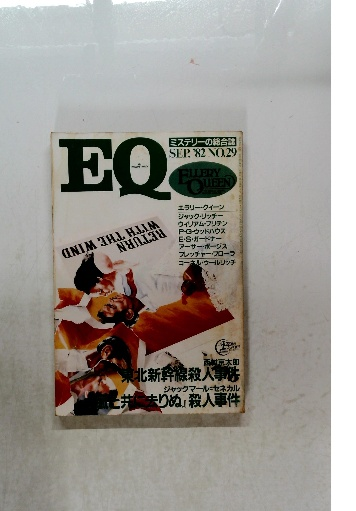 EQ
ミステリーの総合誌
SEP. '82 NO.29
ELLERY
QUEEN
エラリー・クイーン
ジャック・リッチー
ウィリアム・ブリテン
P・G・ウッドハウス
E・S・ガードナー
アーサー・ポージス
フレッチャー・フローラ
コーネル・ウールリッチ
RETURN
WITH THE WIND
西村京太郎
東北新幹線殺人事件
ジャックマール=セネカル
殺人事件